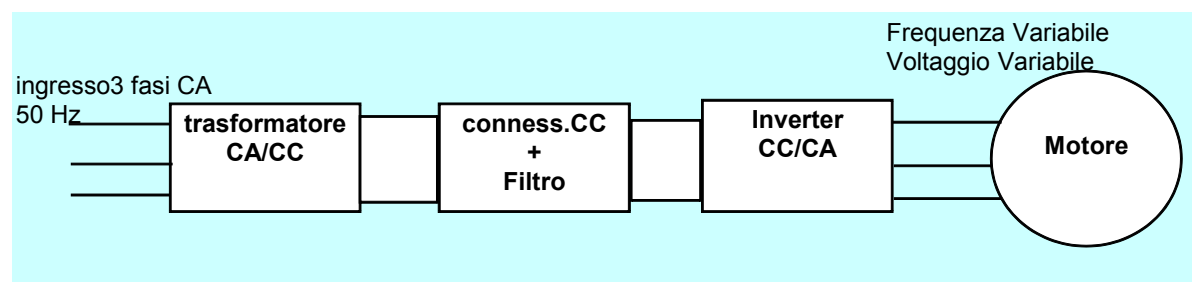 Frequenza Variabile
Voltaggio Variabile
ingresso3 fasi CA
50 Hz
trasformatore
CA/CC
conness.CC
+
Filtro
Inverter
CC/CA
Motore